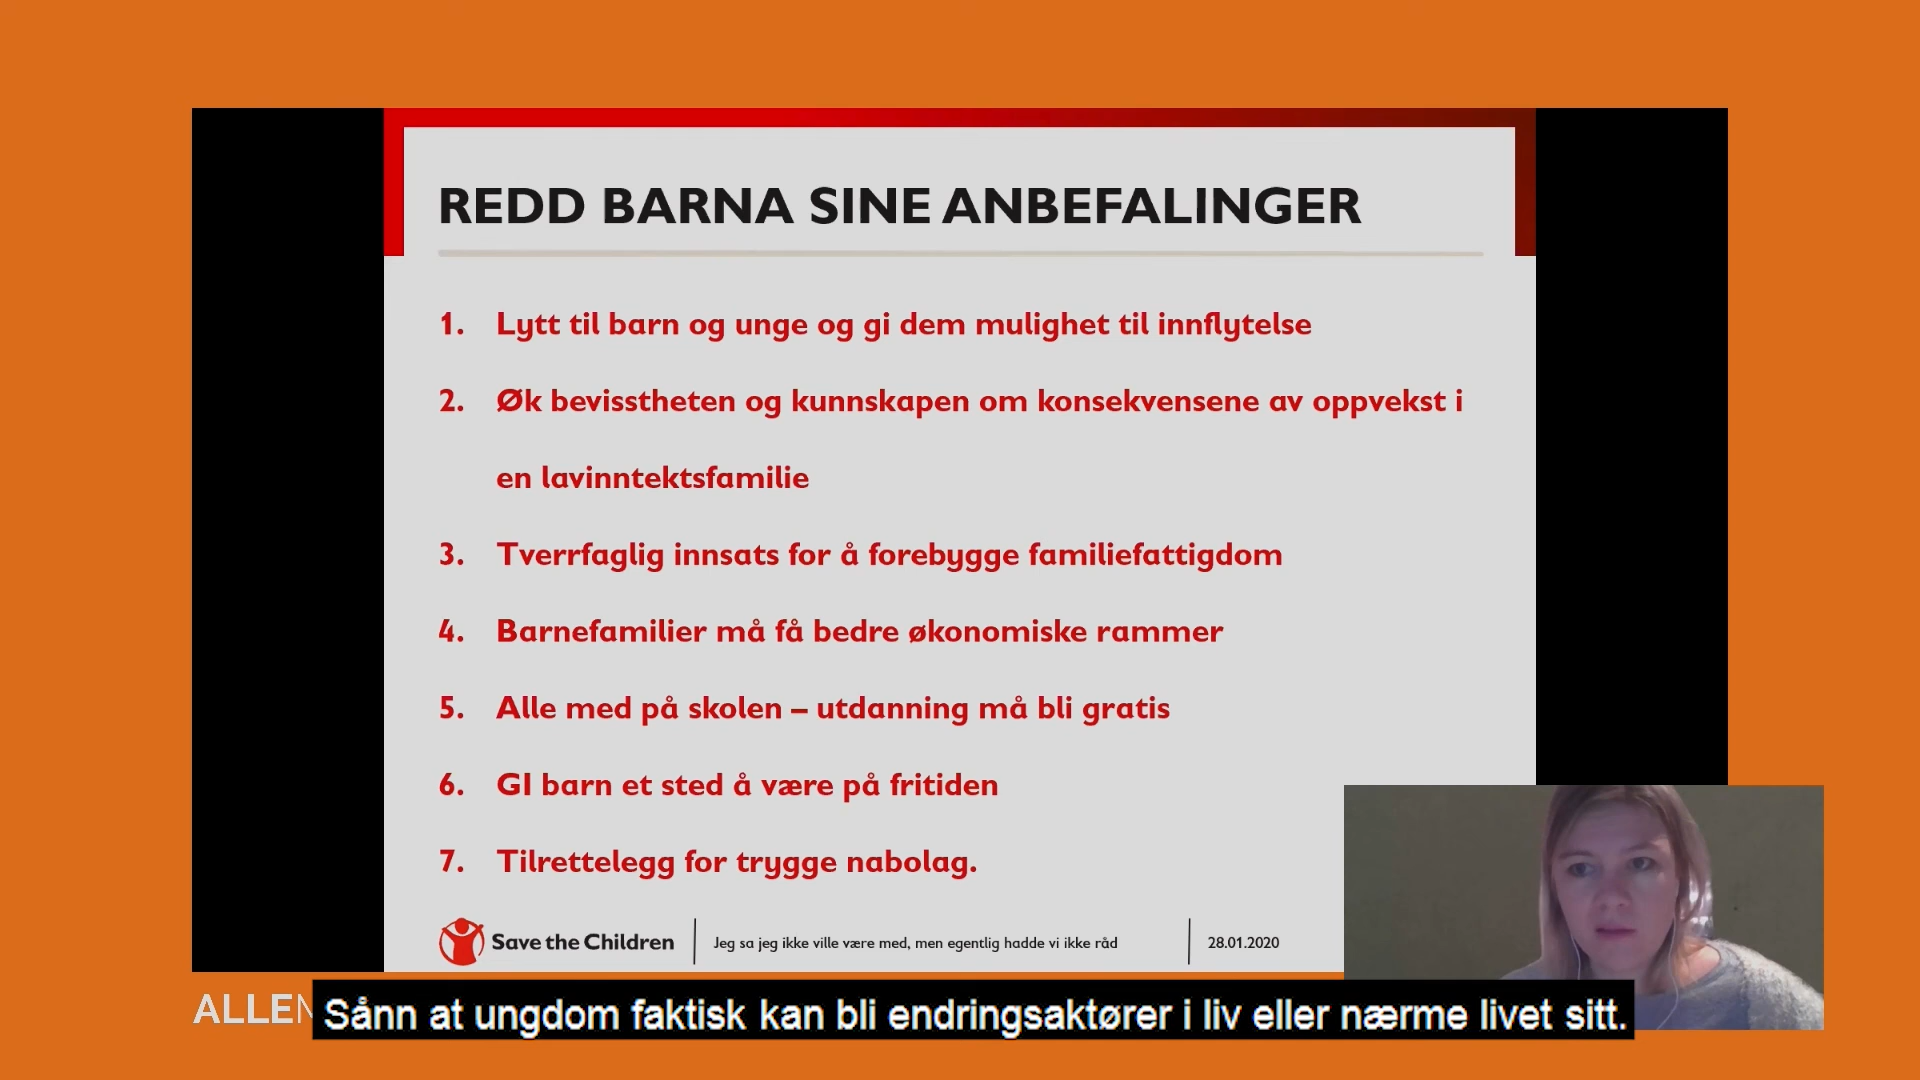 REDD BARNA SINE ANBEFALINGER
1. Lytt til barn og unge og gi dem mulighet til innflytelse
2. Øk bevisstheten og kunnskapen om konsekvensene av oppvekst i
en lavinntektsfamilie
3. Tverrfaglig innsats for å forebygge familiefattigdom
4. Barnefamilier må få bedre økonomiske rammer
5. Alle med på skolen – utdanning må bli gratis
6. GI barn et sted å være på fritiden
7. Tilrettelegg for trygge nabolag.
Save the Children
Jeg sa jeg ikke ville være med, men egentlig hadde vi ikke råd
28.01.2020
Sånn at ungdom faktisk kan bli endringsaktører i liv eller nærme livet sitt.